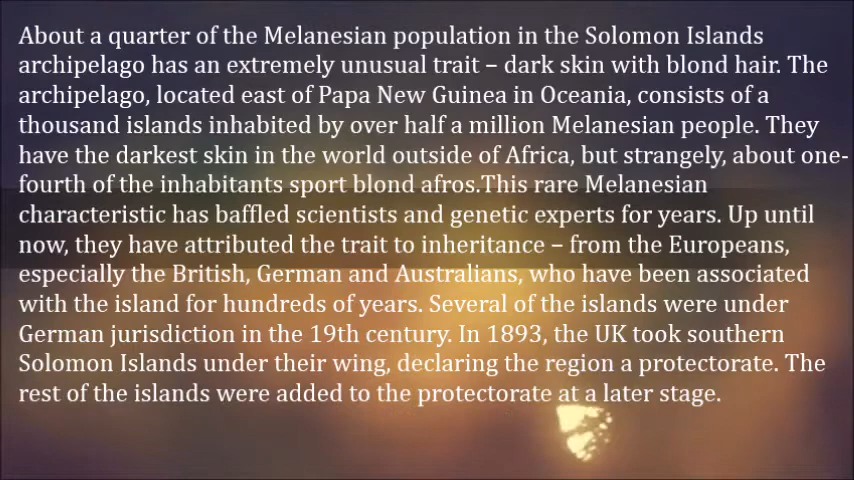 About a quarter of the Melanesian population in the Solomon Islands
archipelago has an extremely unusual trait – dark skin with blond hair. The
archipelago, located east of Papa New Guinea in Oceania, consists of a
thousand islands inhabited by over half a million Melanesian people. They
have the darkest skin in the world outside of Africa, but strangely, about one-
fourth of the inhabitants sport blond afros.This rare Melanesian
characteristic has baffled scientists and genetic experts for years. Up until
now, they have attributed the trait to inheritance – from the Europeans,
especially the British, German and Australians, who have been associated
with the island for hundreds of years. Several of the islands were under
German jurisdiction in the 19th century. In 1893, the UK took southern
Solomon Islands under their wing, declaring the region a protectorate. The
rest of the islands were added to the protectorate at a later stage.